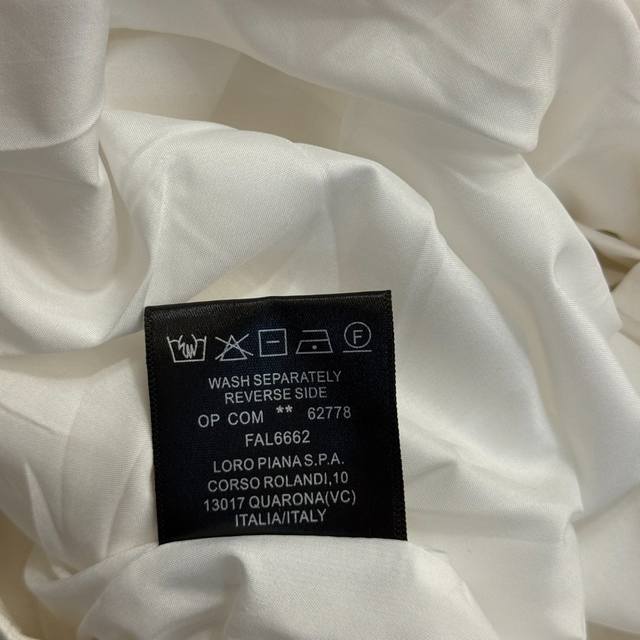 F
WASH SEPARATELY
REVERSE SIDE
OP COM ** 62778
FAL6662
LORO PIANA S.P.A.
CORSO ROLANDI,10
13017 QUARONA(VC)
ITALIA/ITALY